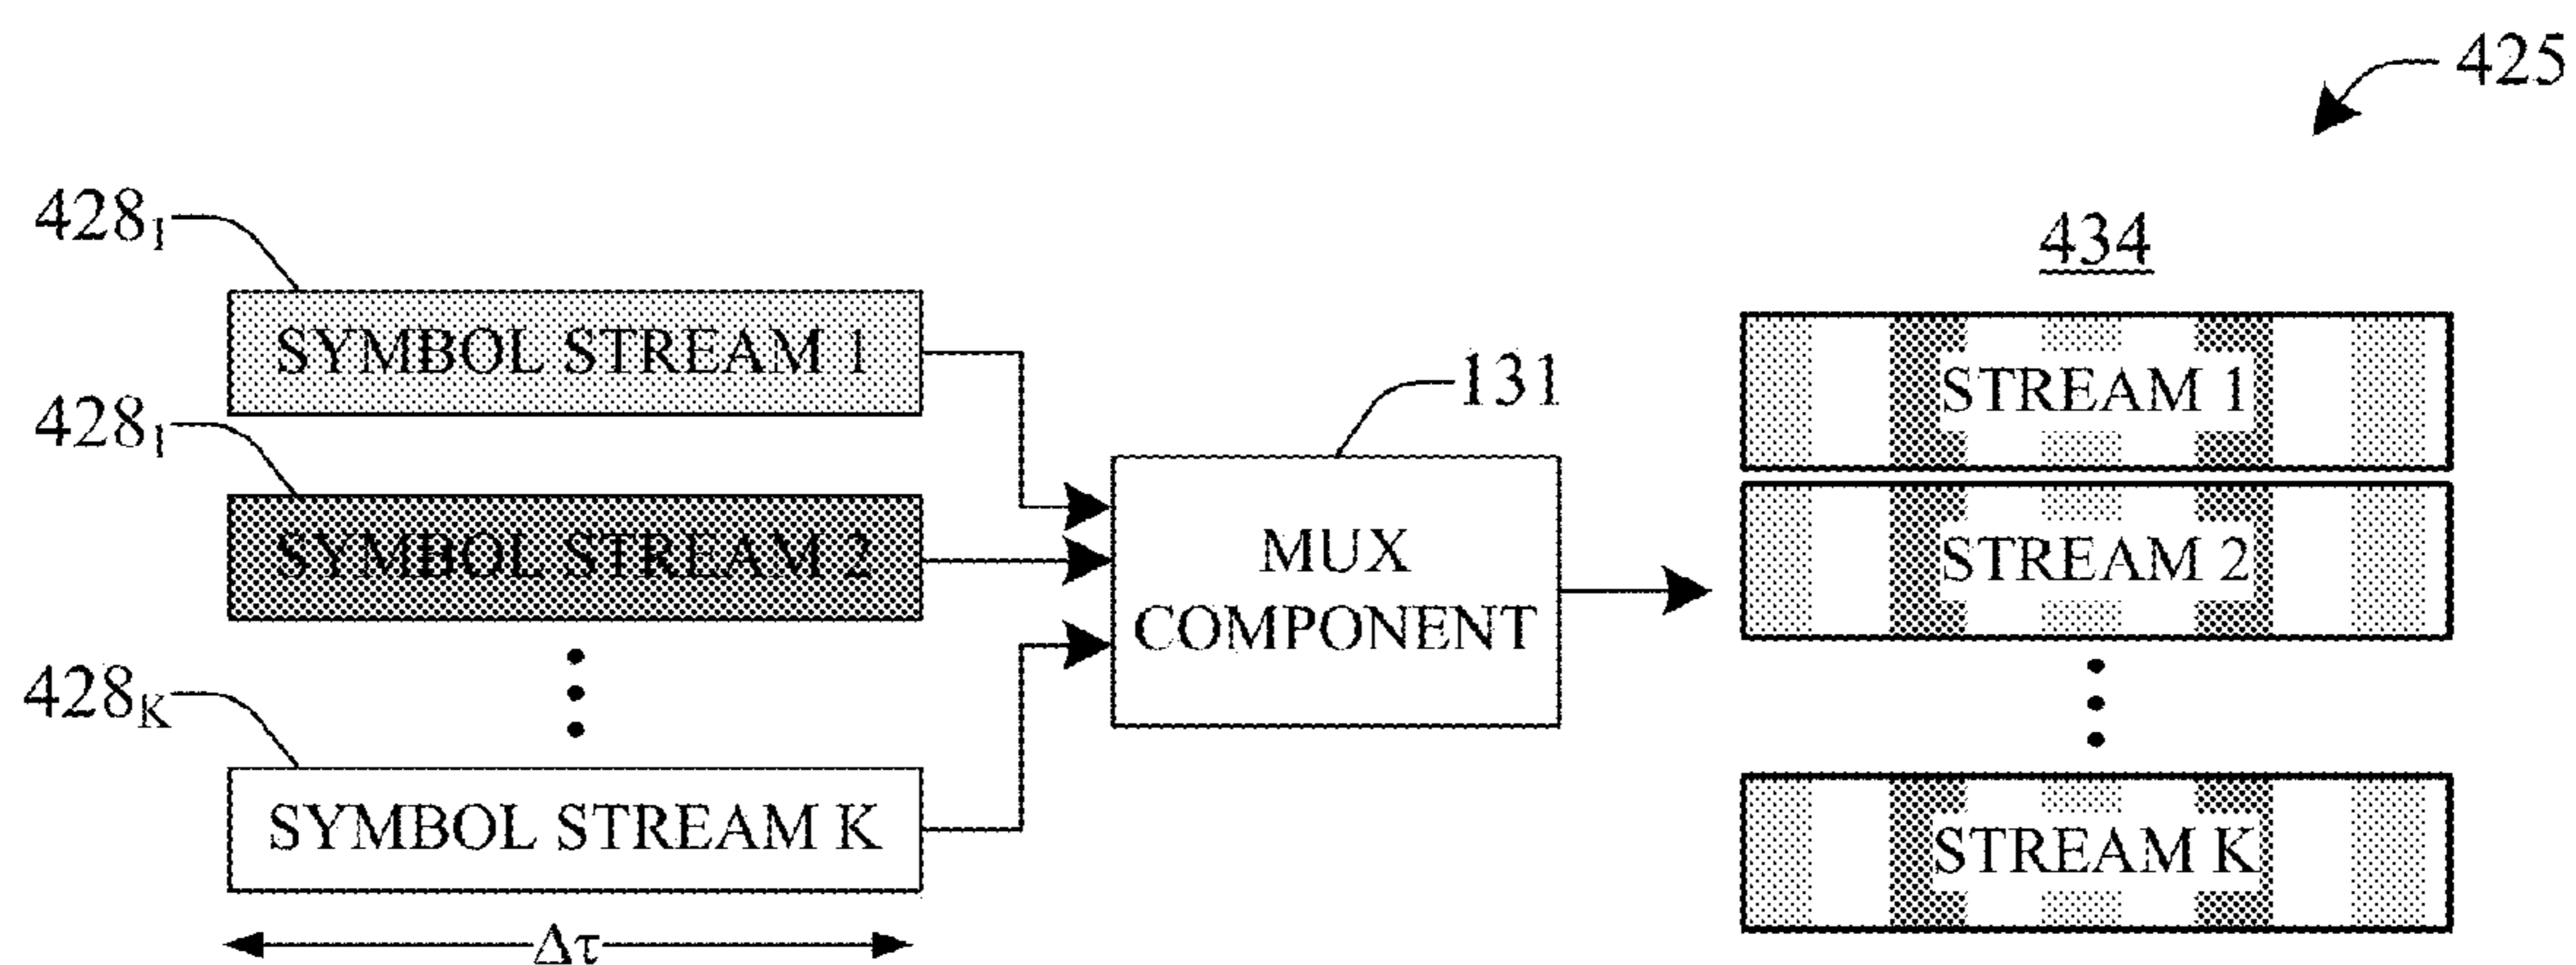 425
428₁
434
SYMBOL STREAM 1
131
STREAM 1
428₁
SYMBOL STREAM 2
MUX
COMPONENT
STREAM 2
428K
SYMBOL STREAM K
STREAM K
Δτ